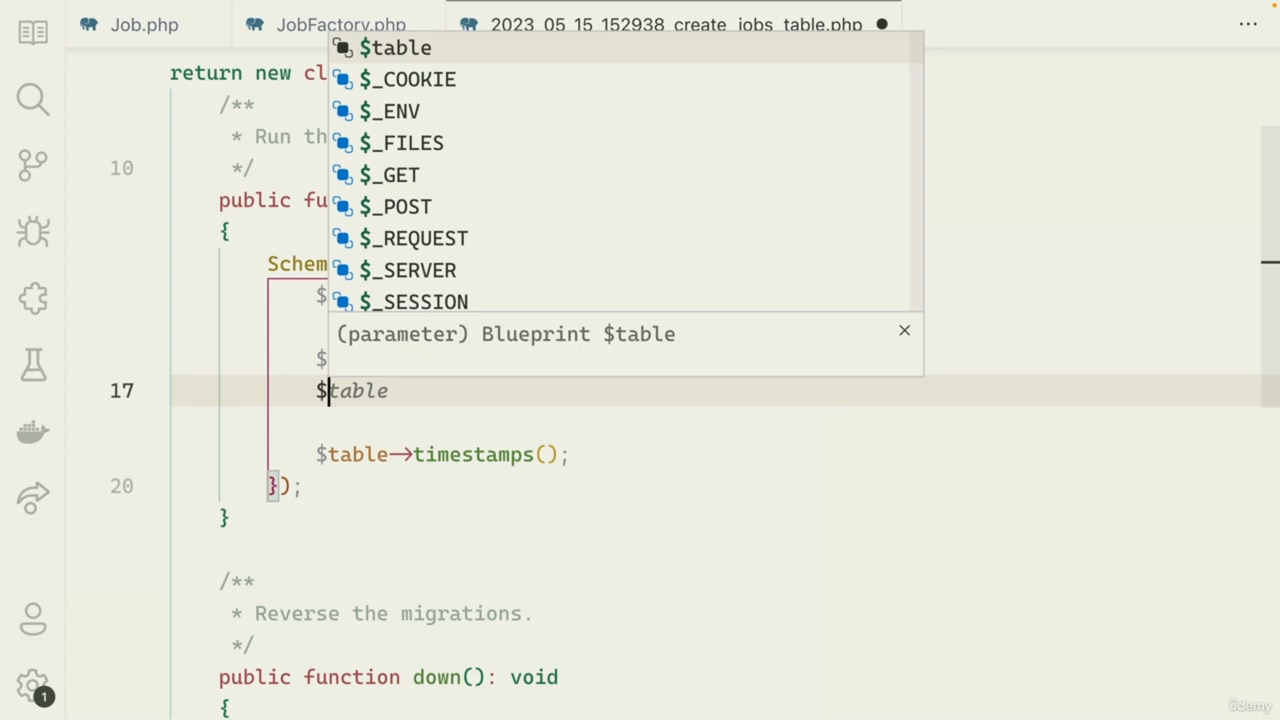 Job.php
JobFactory.php
2023_05_15_152938_create_jobs_table.php
$table
return new cl
$_COOKIE
/**
$_ENV
* Run th
$_FILES
10
*/
$_GET
public fu
$_POST
{
$_REQUEST
Schem
$_SERVER
$
$_SESSION
(parameter) Blueprint $table
$
17
$table
$table->timestamps();
20
});
}
/**
* Reverse the migrations.
*/
public function down(): void
1
{
ûdemy